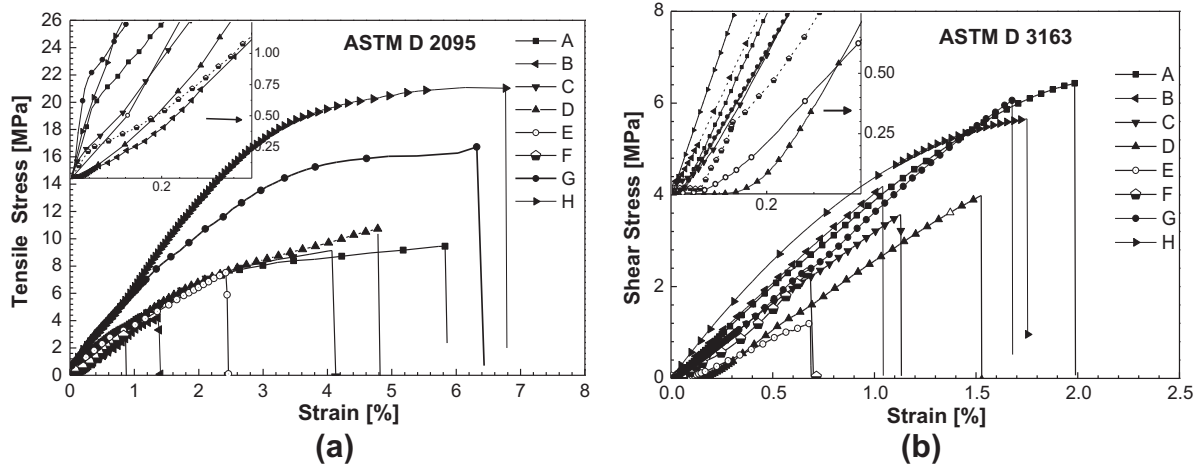 ASTM D 2095
A
B
C
D
E
F
G
H
Tensile Stress [MPa]
26
24
22
20
18
16
14
12
10
8
6
4
2
0
1.00
0.75
0.50
0.25
0.2
0 1 2 3 4 5 6 7 8
Strain [%]
(a)
ASTM D 3163
A
B
C
D
E
F
G
H
Shear Stress [MPa]
8
6
4
2
0
0.50
0.25
0.2
0.0 0.5 1.0 1.5 2.0 2.5
Strain [%]
(b)